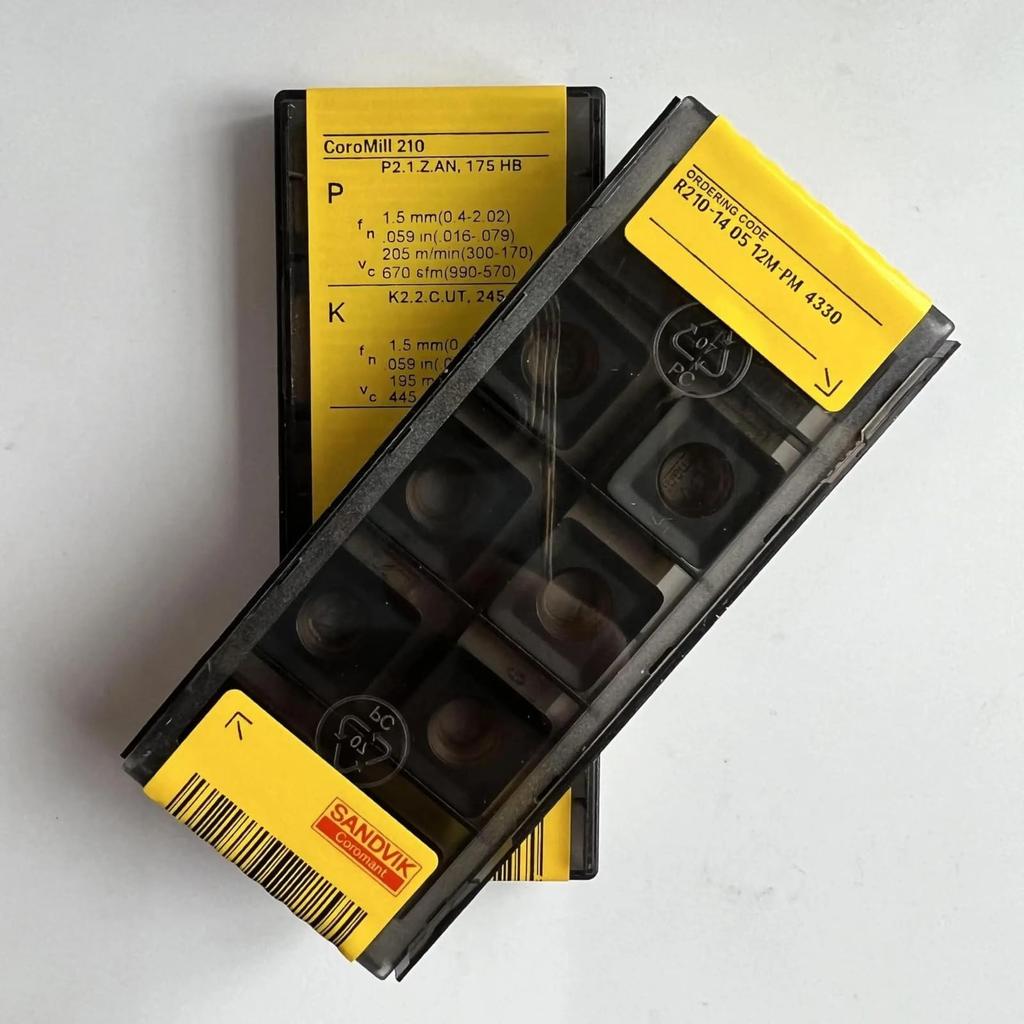 CoroMill 210
P2.1.Z.AN, 175 HB
P
fn 1.5 mm(0.4-2.02)
.059 in(.016-.079)
205 m/min(300-170)
vc 670 sfm(990-570)
K2.2.C.UT, 245
K
fn 1.5 mm(0.
.059 in(.
195 m
vc 445
ORDERING CODE
R210-14 05 12M-PM 4330
PC
PC
SANDVIK
Coromant